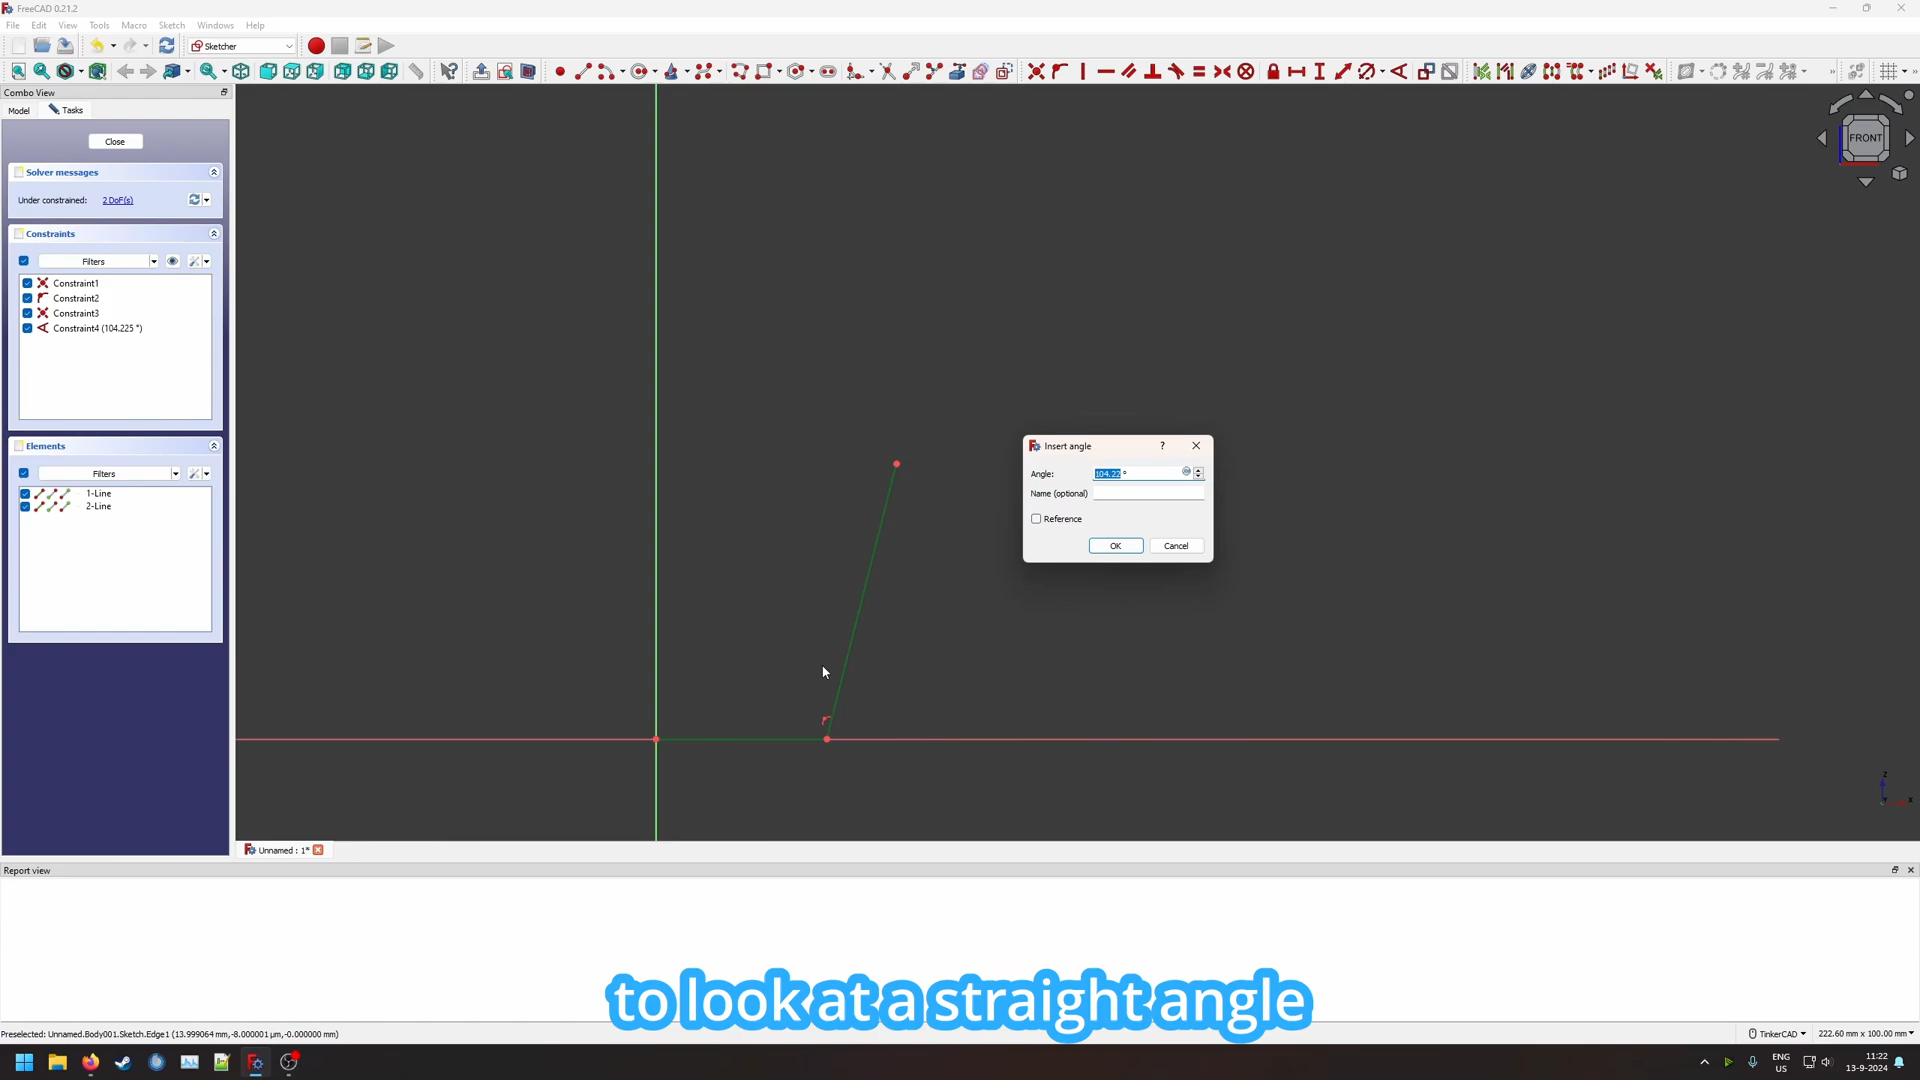 FreeCAD 0.21.2
File Edit View Tools Macro Sketch Windows Help
Sketcher
Combo View
Model Tasks
Close
Solver messages
Under constrained: 2 DoF(s)
Constraints
Filters
Constraint1
Constraint2
Constraint3
Constraint4 (104.225 °)
Elements
Filters
1-Line
2-Line
FRONT
Insert angle ?
Angle: 104.22 °
Name (optional)
Reference
OK Cancel
Z
X
Unnamed : 1*
Report view
to look at a straight angle
Preselected: Unnamed.Body001.Sketch.Edge1 (13.999064 mm,-8.000001 µm,-0.000000 mm)
TinkerCAD 222.60 mm x 100.00 mm
ENG
US
11:22
13-9-2024